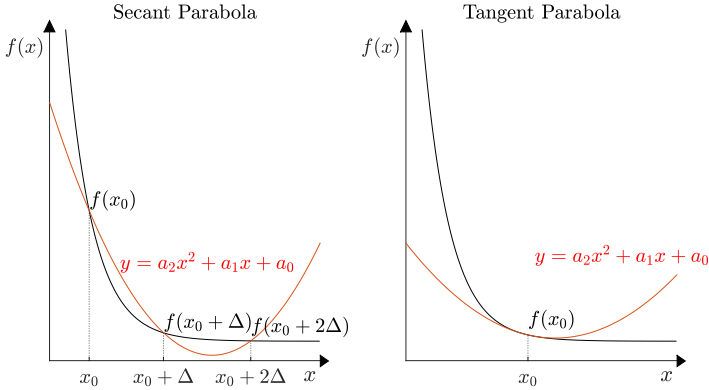 Secant Parabola
f(x)
f(x₀)
y = a₂x² + a₁x + a₀
f(x₀ + Δ)
f(x₀ + 2Δ)
x₀
x₀ + Δ
x₀ + 2Δ
x
Tangent Parabola
f(x)
y = a₂x² + a₁x + a₀
f(x₀)
x₀
x